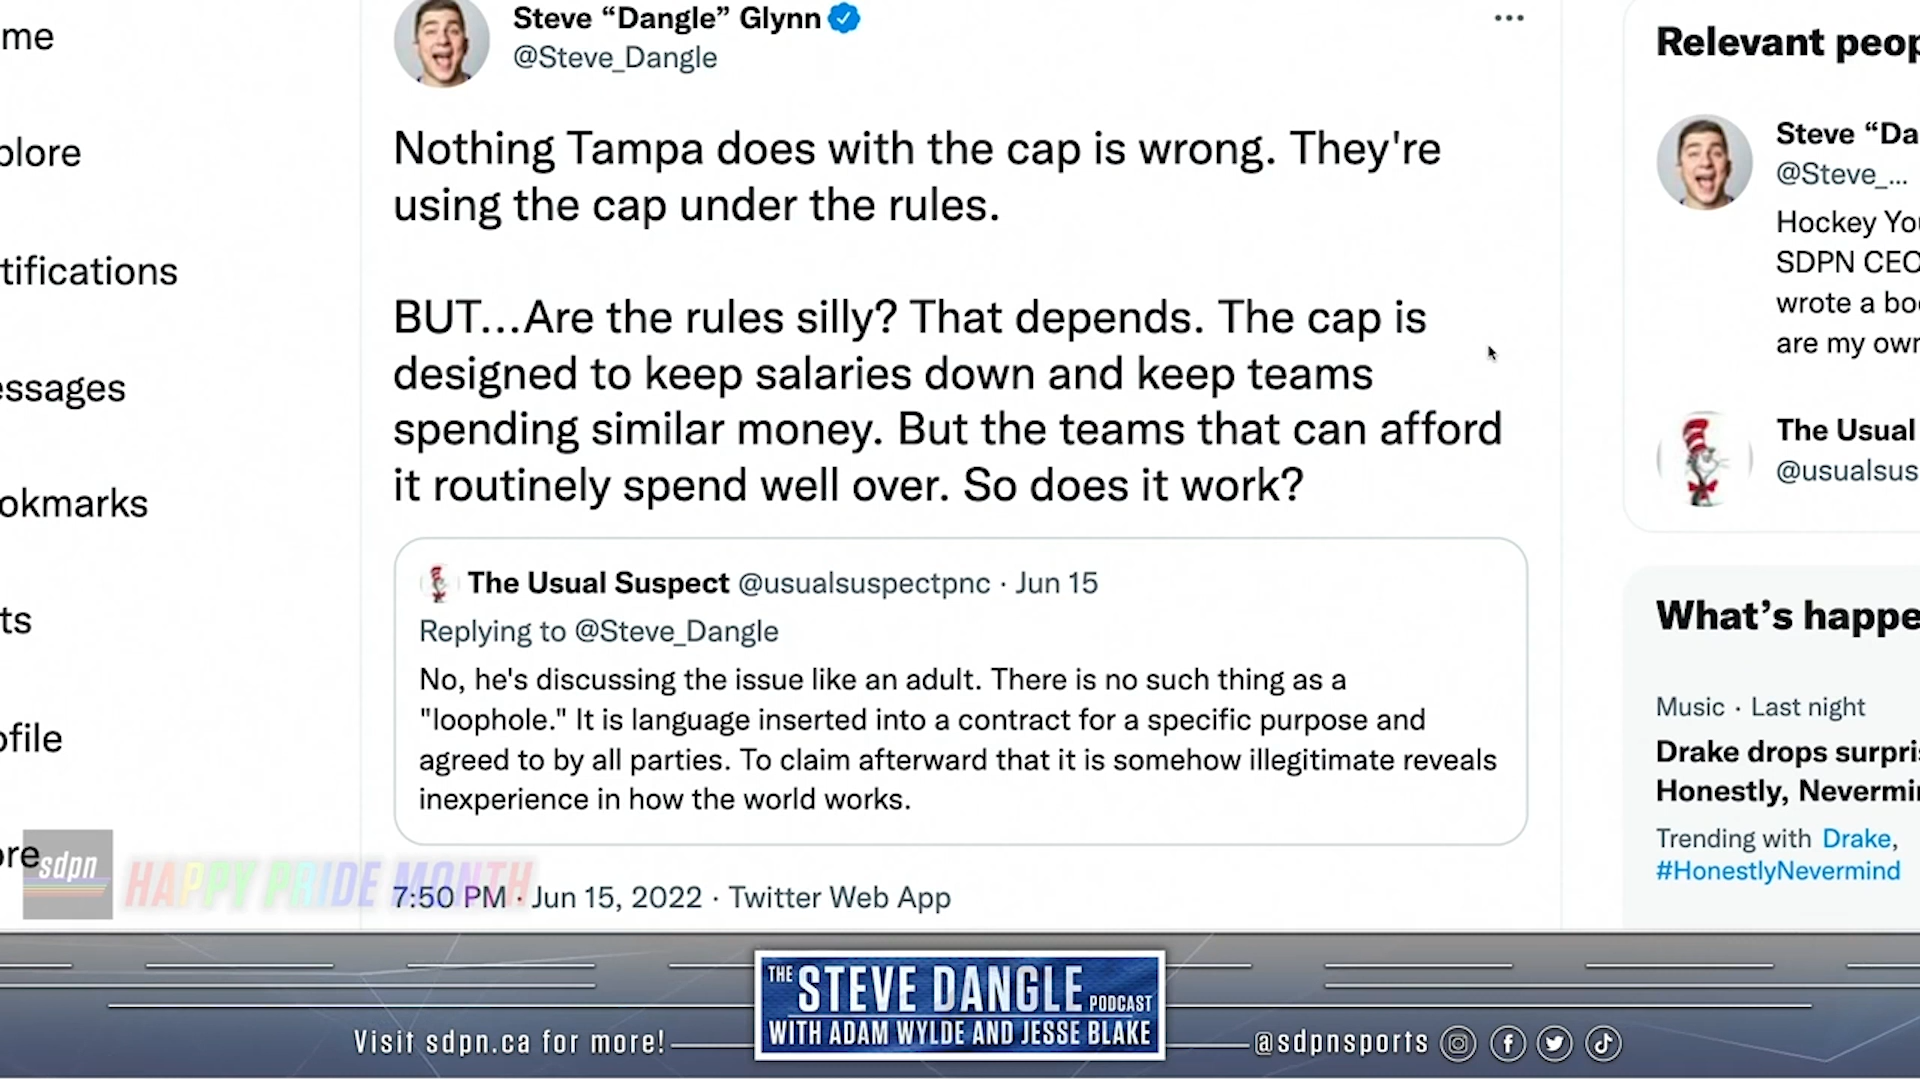 me
plore
tifications
essages
okmarks
ts
ofile
ore
Steve “Dangle” Glynn
@Steve_Dangle
Nothing Tampa does with the cap is wrong. They're
using the cap under the rules.
BUT...Are the rules silly? That depends. The cap is
designed to keep salaries down and keep teams
spending similar money. But the teams that can afford
it routinely spend well over. So does it work?
The Usual Suspect @usualsuspectpnc · Jun 15
Replying to @Steve_Dangle
No, he's discussing the issue like an adult. There is no such thing as a
"loophole." It is language inserted into a contract for a specific purpose and
agreed to by all parties. To claim afterward that it is somehow illegitimate reveals
inexperience in how the world works.
7:50 PM · Jun 15, 2022 · Twitter Web App
Relevant peop
Steve “Da
@Steve_...
Hockey You
SDPN CEO
wrote a boo
are my own
The Usual
@usualsus
What’s happe
Music · Last night
Drake drops surpris
Honestly, Nevermin
Trending with Drake,
#HonestlyNevermind
sdpn
HAPPY PRIDE MONTH
Visit sdpn.ca for more!
THE STEVE DANGLE PODCAST
WITH ADAM WYLDE AND JESSE BLAKE
@sdpnsports